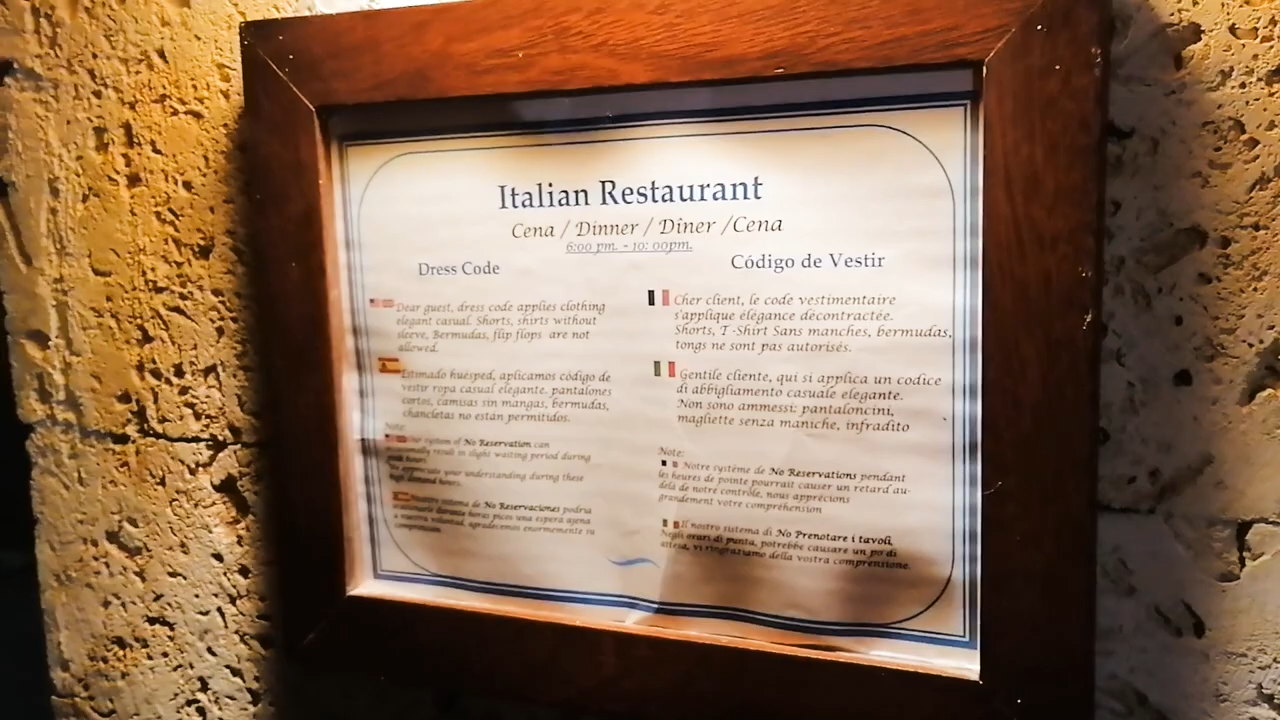 Italian Restaurant
Cena / Dinner / Dîner /Cena
6:00 pm. - 10: 00pm.
Dress Code
Dear guest, dress code applies clothing
elegant casual. Shorts, shirts without
sleeve, Bermudas, flip flops are not
allowed.
Estimado huésped, aplicamos código de
vestir ropa casual elegante. pantalones
cortos, camisas sin mangas, bermudas,
chancletas no están permitidos.
Note:
Our system of No Reservation can
result in slight waiting period during
hours.
We appreciate your understanding during these
high demand hours.
Nuestro sistema de No Reservaciones podría
ocasionarle durante horas picos una espera ajena
a nuestra voluntad, agradecemos enormemente su
comprensión.
Código de Vestir
Cher client, le code vestimentaire
s'applique élégance décontractée.
Shorts, T-Shirt Sans manches, bermudas,
tongs ne sont pas autorisés.
Gentile cliente, qui si applica un codice
di abbigliamento casuale elegante.
Non sono ammessi: pantaloncini,
magliette senza maniche, infradito
Note:
Notre systéme de No Reservations pendant
les heures de pointe pourrait causer un retard au-
delà de notre contrôle, nous apprécions
grandement votre compréhension
Il nostro sistema di No Prenotare i tavoli,
Negli orari di punta, potrebbe causare un po di
attesa, vi ringraziamo della vostra comprensione.